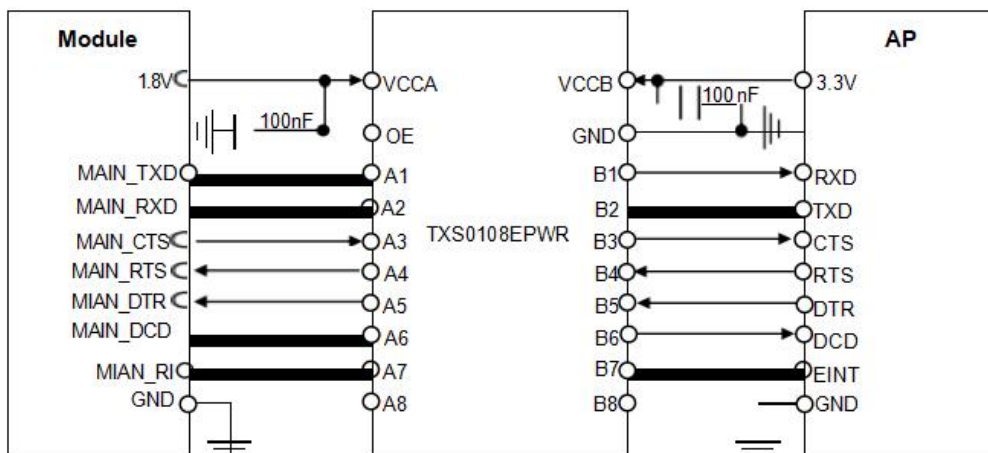 Module
AP
1.8V
VCCA
VCCB
3.3V
100nF
100nF
OE
GND
MAIN_TXD
A1
B1
RXD
MAIN_RXD
A2
B2
TXD
TXS0108EPWR
MAIN_CTS
A3
B3
CTS
MAIN_RTS
A4
B4
RTS
MIAN_DTR
A5
B5
DTR
MAIN_DCD
A6
B6
DCD
MIAN_RI
A7
B7
EINT
GND
A8
B8
GND